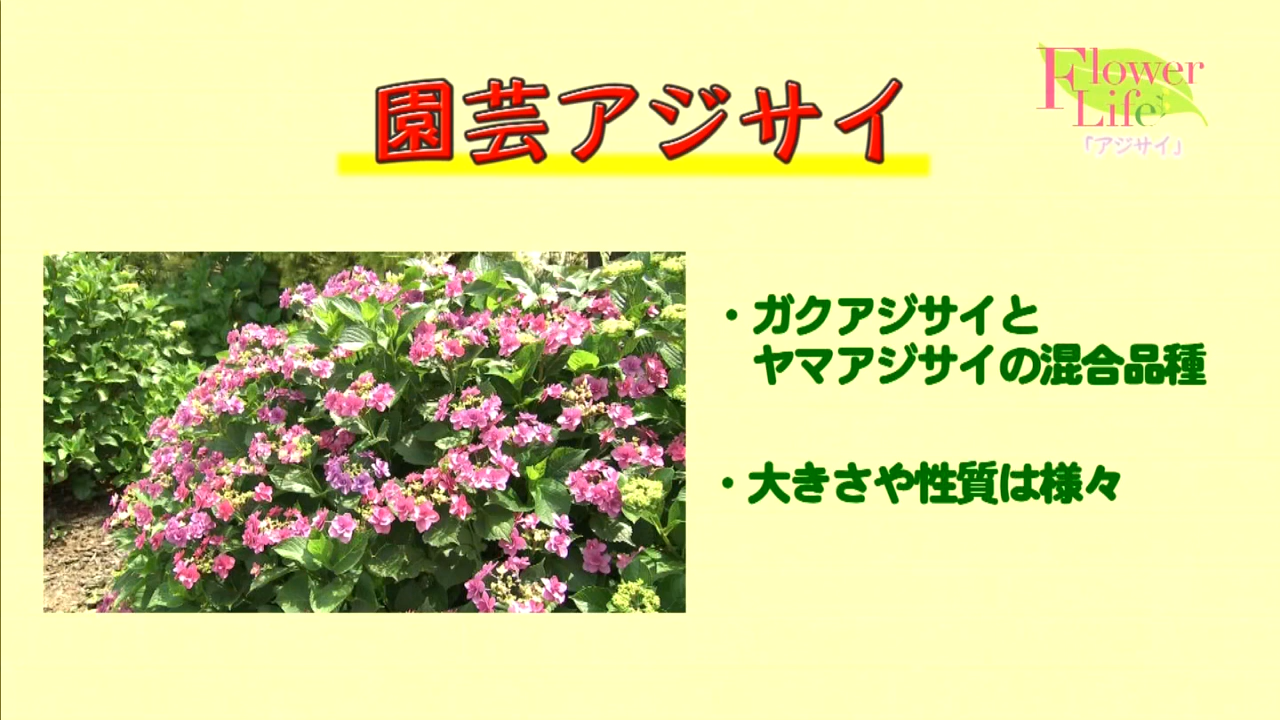 園芸アジサイ
Flower
Life
「アジサイ」
・ガクアジサイと
ヤマアジサイの混合品種
・大きさや性質は様々